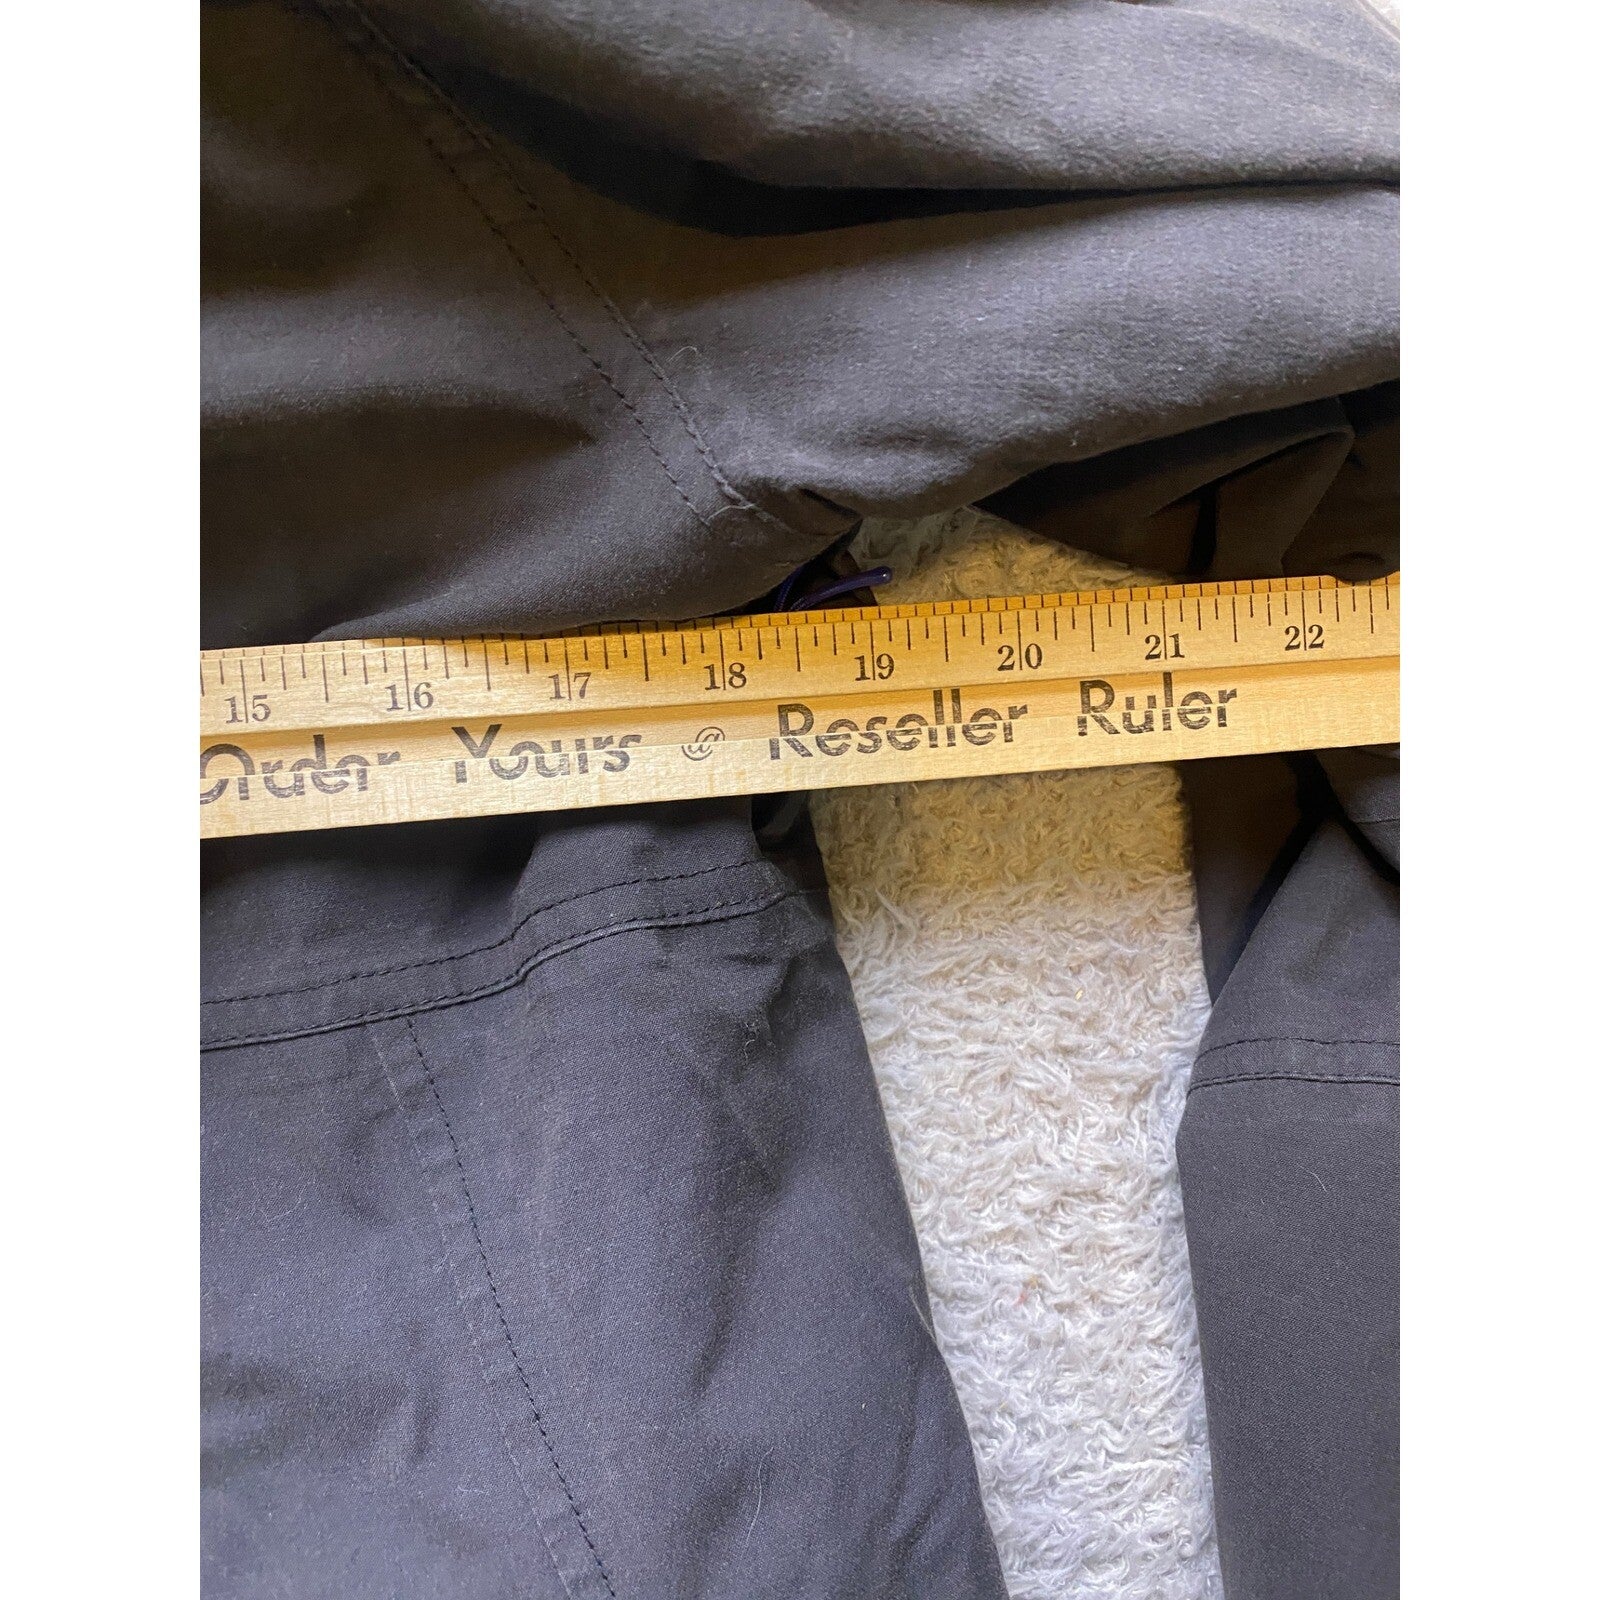 15 16 17 18 19 20 21 22
Order Yours @ Reseller Ruler